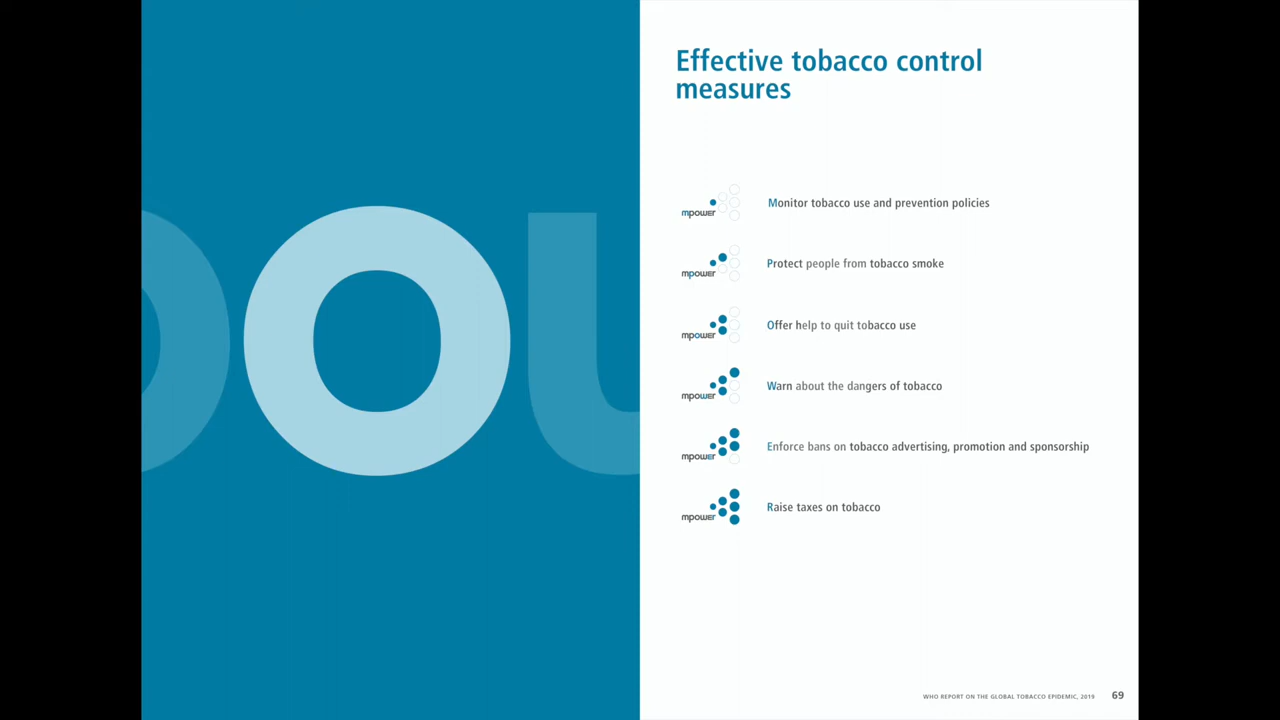 pou
Effective tobacco control
measures
mpower Monitor tobacco use and prevention policies
mpower Protect people from tobacco smoke
mpower Offer help to quit tobacco use
mpower Warn about the dangers of tobacco
mpower Enforce bans on tobacco advertising, promotion and sponsorship
mpower Raise taxes on tobacco
WHO REPORT ON THE GLOBAL TOBACCO EPIDEMIC, 2019 69